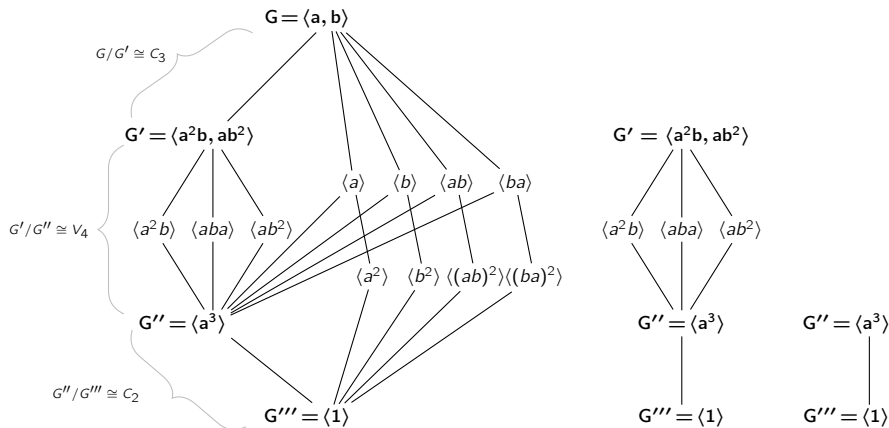 G = ⟨a, b⟩
G/G′ ≅ C₃
G′ = ⟨a²b, ab²⟩
G′ = ⟨a²b, ab²⟩
⟨a⟩ ⟨b⟩ ⟨ab⟩ ⟨ba⟩
G′/G″ ≅ V₄
⟨a²b⟩ ⟨aba⟩ ⟨ab²⟩
⟨a²b⟩ ⟨aba⟩ ⟨ab²⟩
⟨a²⟩ ⟨b²⟩ ⟨(ab)²⟩ ⟨(ba)²⟩
G″ = ⟨a³⟩
G″ = ⟨a³⟩
G″ = ⟨a³⟩
G″/G‴ ≅ C₂
G‴ = ⟨1⟩
G‴ = ⟨1⟩
G‴ = ⟨1⟩